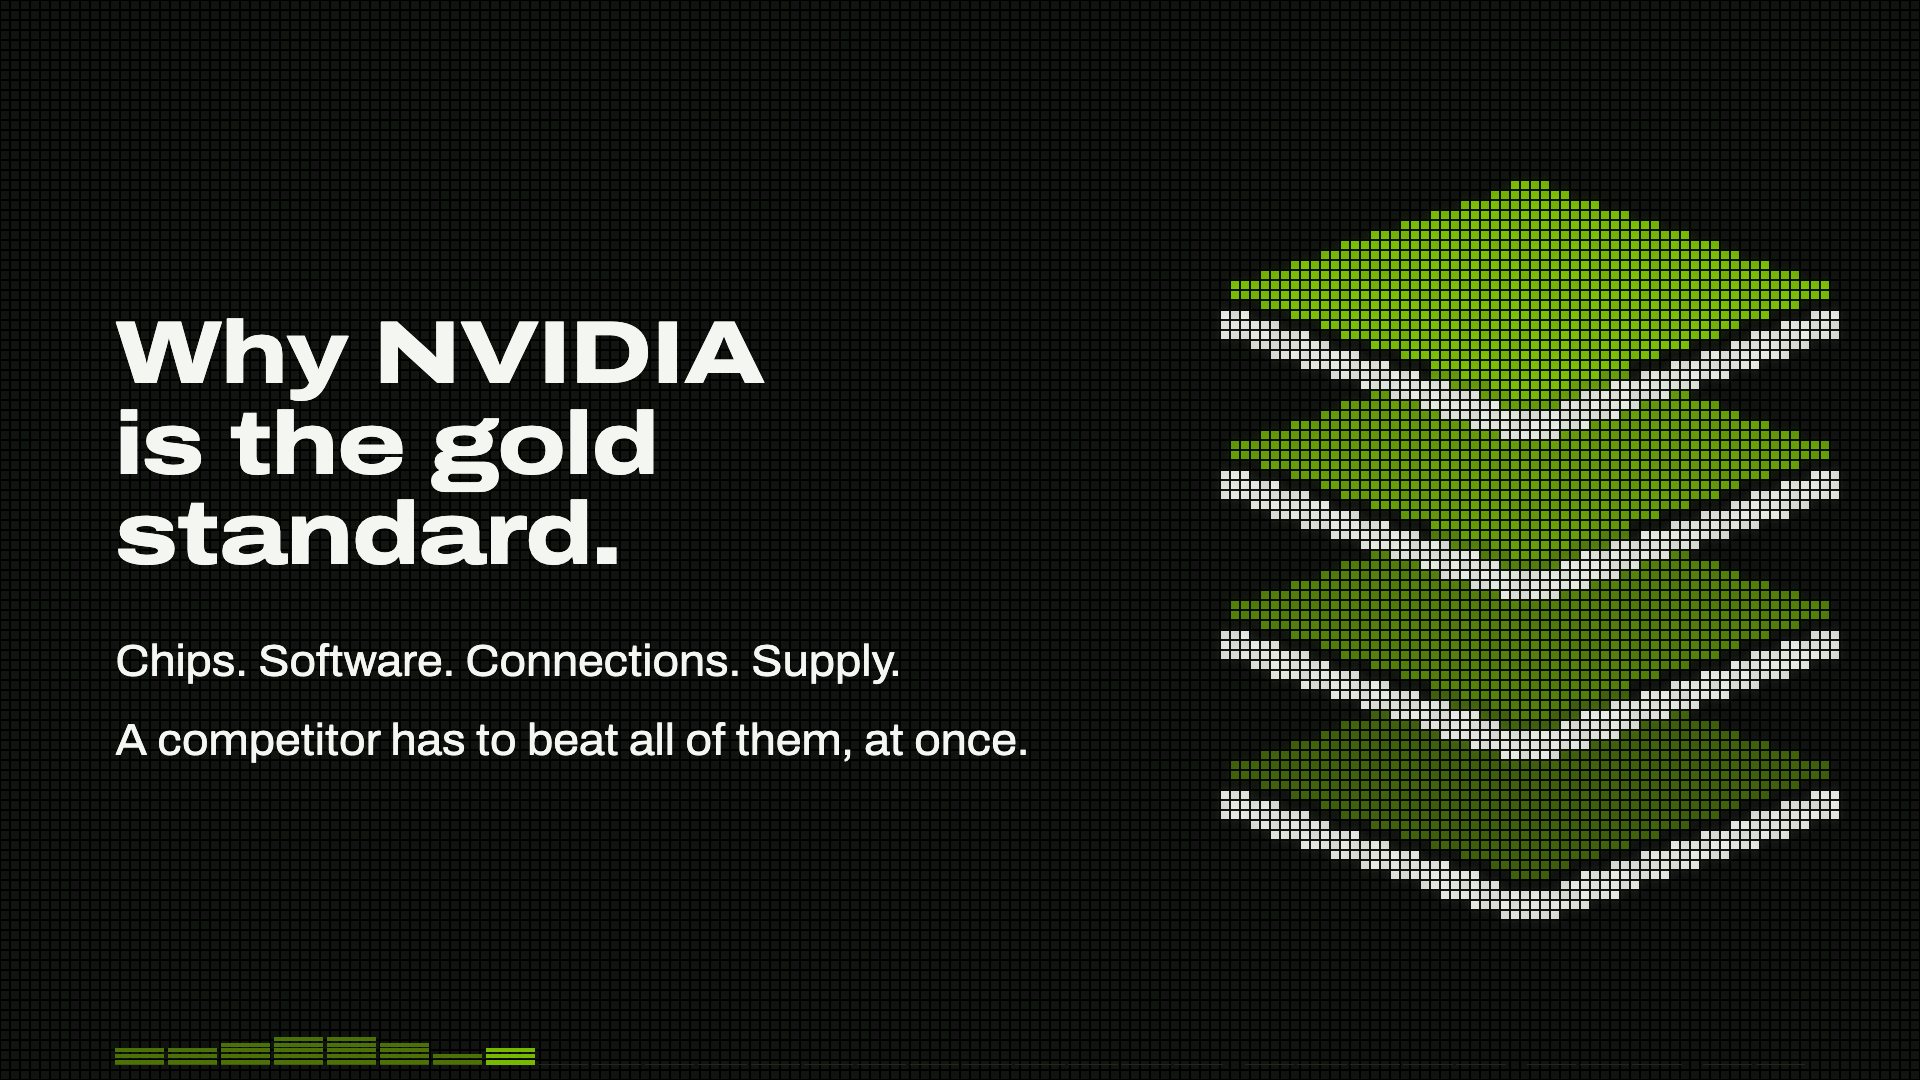 Why NVIDIA
is the gold
standard.
Chips. Software. Connections. Supply.
A competitor has to beat all of them, at once.